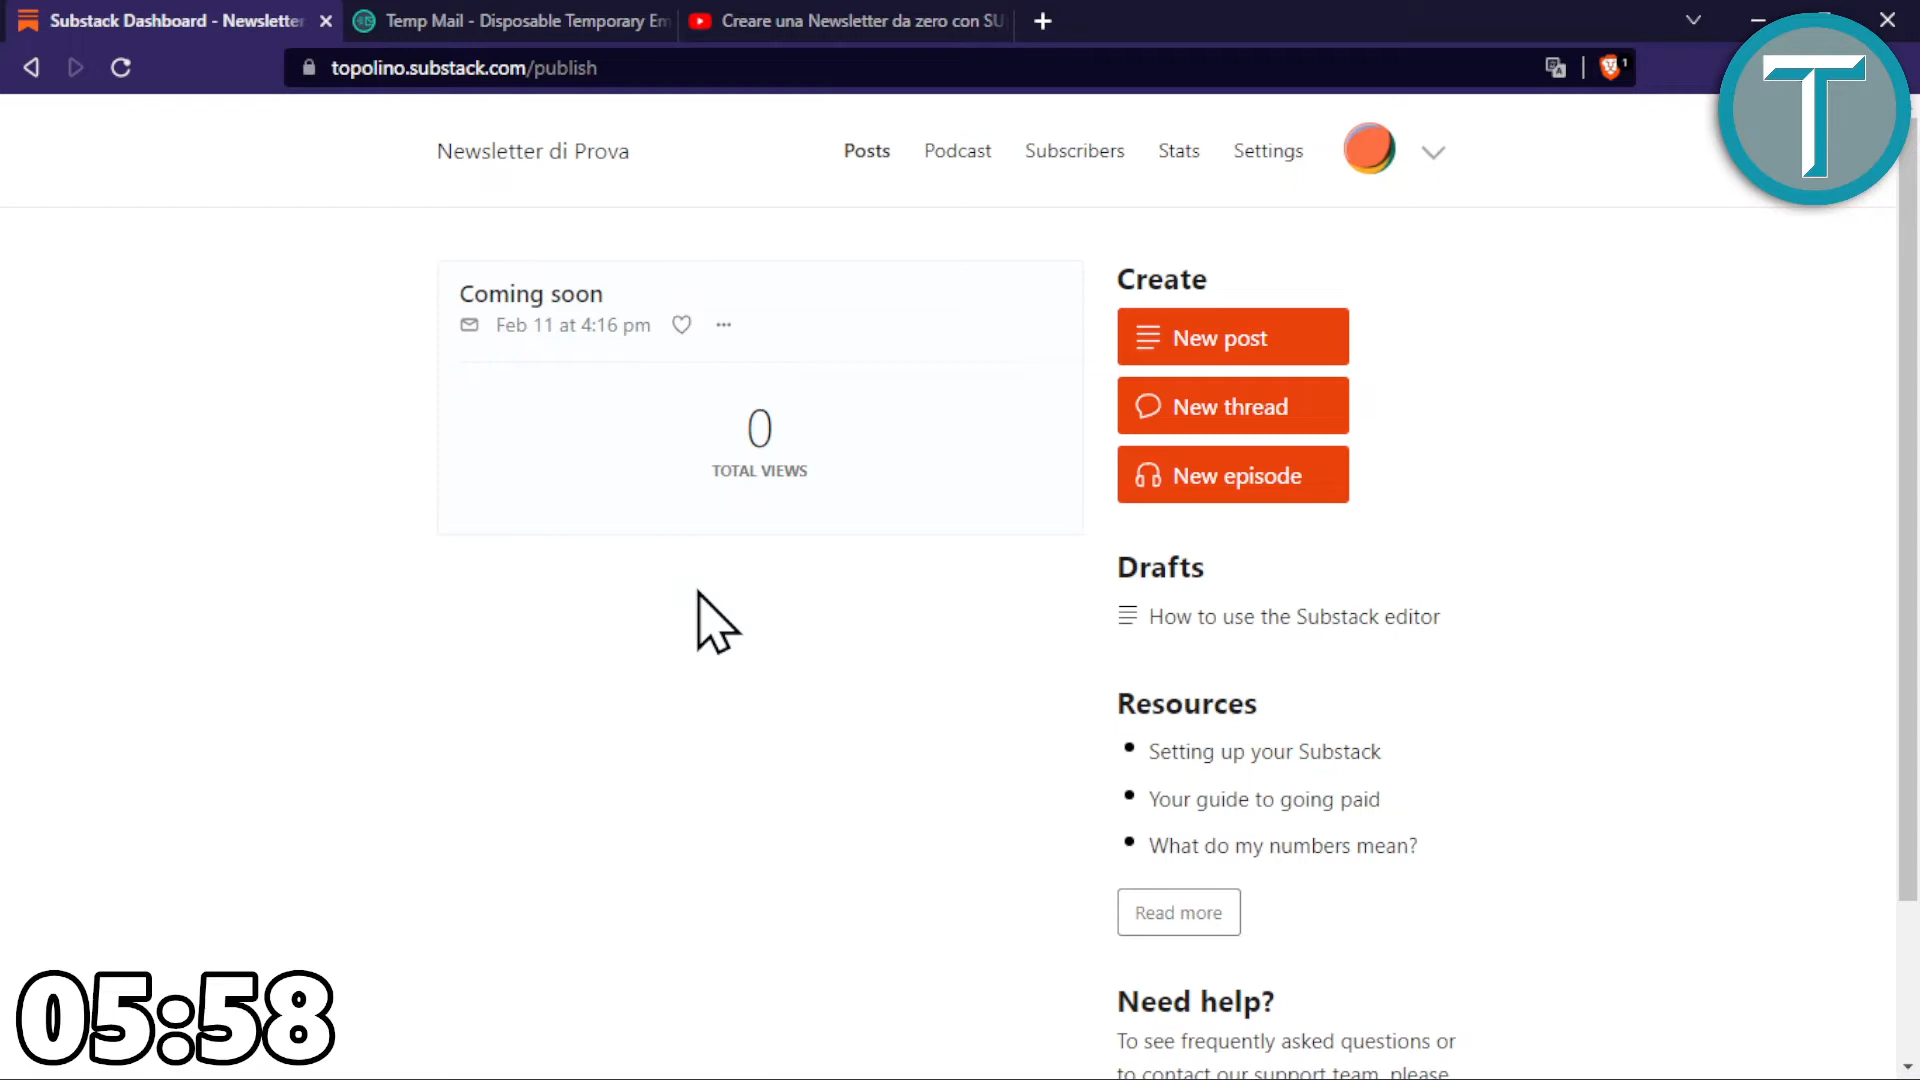 Substack Dashboard - Newsletter
Temp Mail - Disposable Temporary Em
Creare una Newsletter da zero con SU
topolino.substack.com/publish
1
T
Newsletter di Prova
Posts
Podcast
Subscribers
Stats
Settings
Coming soon
Feb 11 at 4:16 pm
0
TOTAL VIEWS
Create
New post
New thread
New episode
Drafts
How to use the Substack editor
Resources
Setting up your Substack
Your guide to going paid
What do my numbers mean?
Read more
Need help?
To see frequently asked questions or
to contact our support team, please
05:58